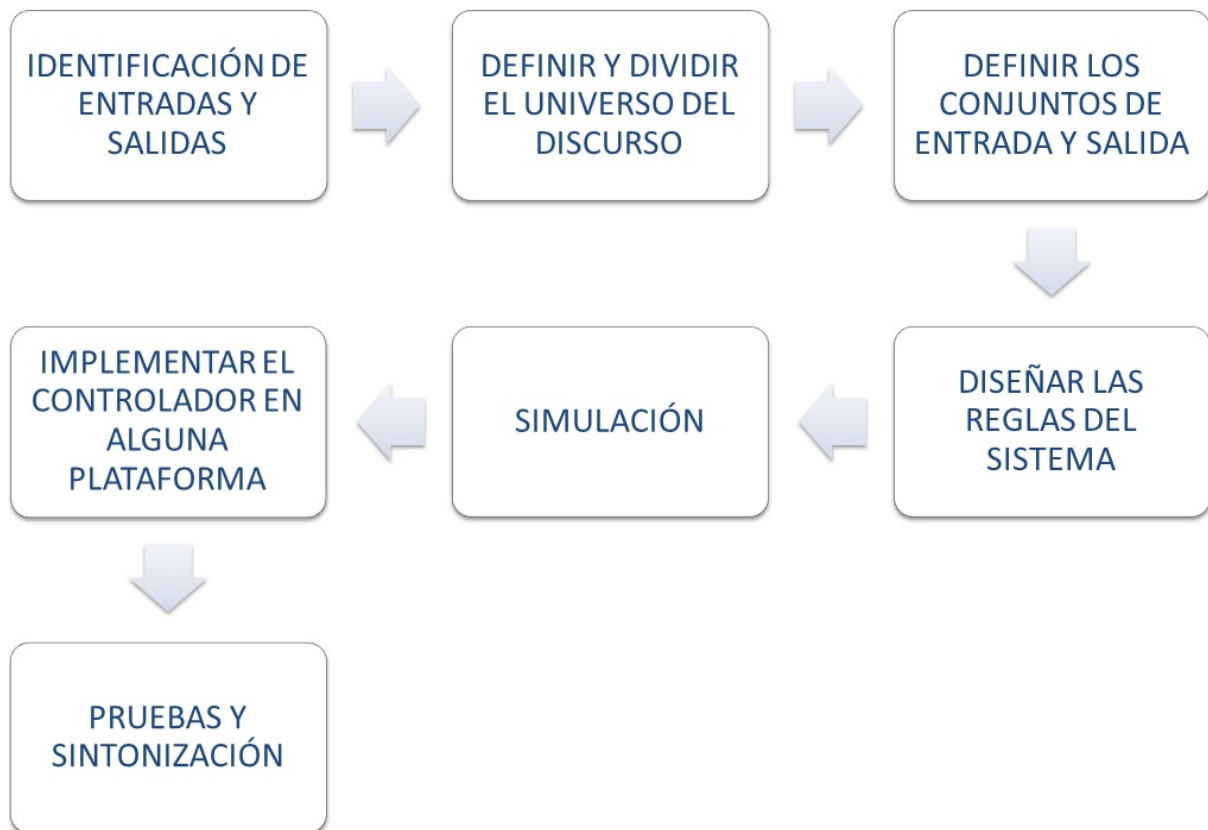 IDENTIFICACIÓN DE
ENTRADAS Y
SALIDAS
DEFINIR Y DIVIDIR
EL UNIVERSO DEL
DISCURSO
DEFINIR LOS
CONJUNTOS DE
ENTRADA Y SALIDA
DISEÑAR LAS
REGLAS DEL
SISTEMA
SIMULACIÓN
IMPLEMENTAR EL
CONTROLADOR EN
ALGUNA
PLATAFORMA
PRUEBAS Y
SINTONIZACIÓN